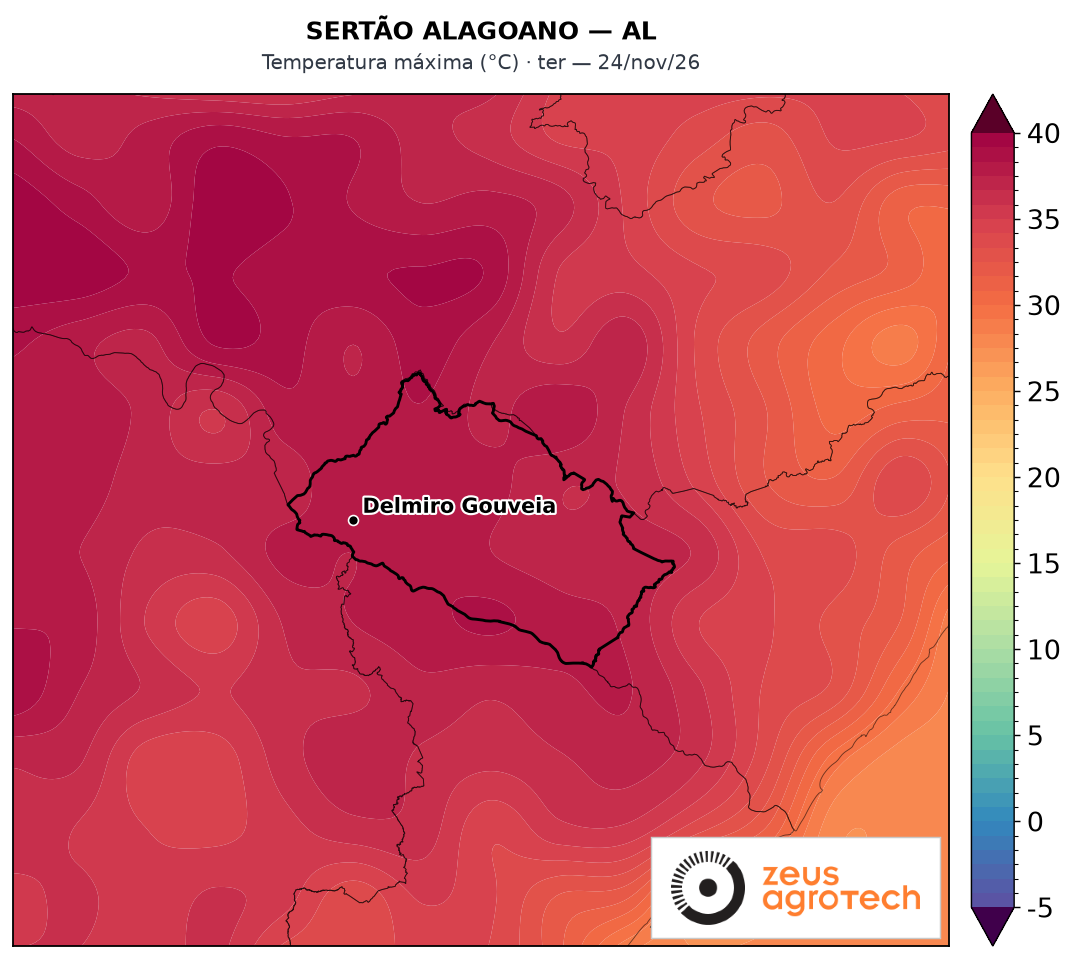 SERTÃO ALAGOANO — AL
Temperatura máxima (°C) · ter — 24/nov/26
40
35
30
25
20
15
10
5
0
-5
Delmiro Gouveia
zeus
agroTech